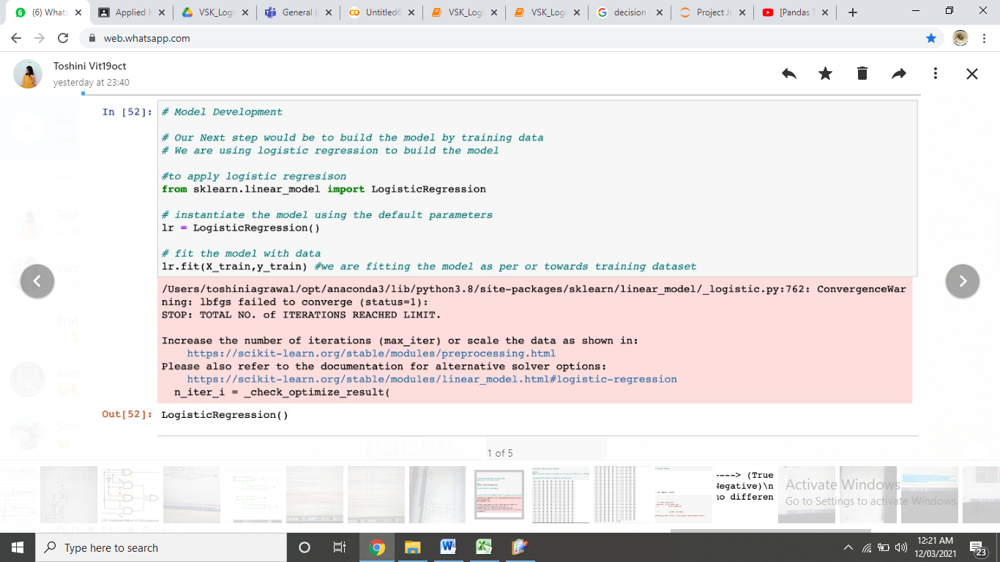 (6) Whats
Applied M
VSK_Logi
General (
Untitled6
VSK_Logi
VSK_Logi
decision
Project Ju
[Pandas T
web.whatsapp.com
Toshini Vit19oct
yesterday at 23:40
In [52]:
# Model Development
# Our Next step would be to build the model by training data
# We are using logistic regression to build the model
#to apply logistic regresison
from sklearn.linear_model import LogisticRegression
# instantiate the model using the default parameters
lr = LogisticRegression()
# fit the model with data
lr.fit(X_train,y_train) #we are fitting the model as per or towards training dataset
/Users/toshiniagrawal/opt/anaconda3/lib/python3.8/site-packages/sklearn/linear_model/_logistic.py:762: ConvergenceWar
ning: lbfgs failed to converge (status=1):
STOP: TOTAL NO. of ITERATIONS REACHED LIMIT.
Increase the number of iterations (max_iter) or scale the data as shown in:
https://scikit-learn.org/stable/modules/preprocessing.html
Please also refer to the documentation for alternative solver options:
https://scikit-learn.org/stable/modules/linear_model.html#logistic-regression
n_iter_i = _check_optimize_result(
Out[52]: LogisticRegression()
1 of 5
----> (True
Negative)\n
no differen
Activate Windows
Go to Settings to activate Windows.
Type here to search
12:21 AM
12/03/2021
23